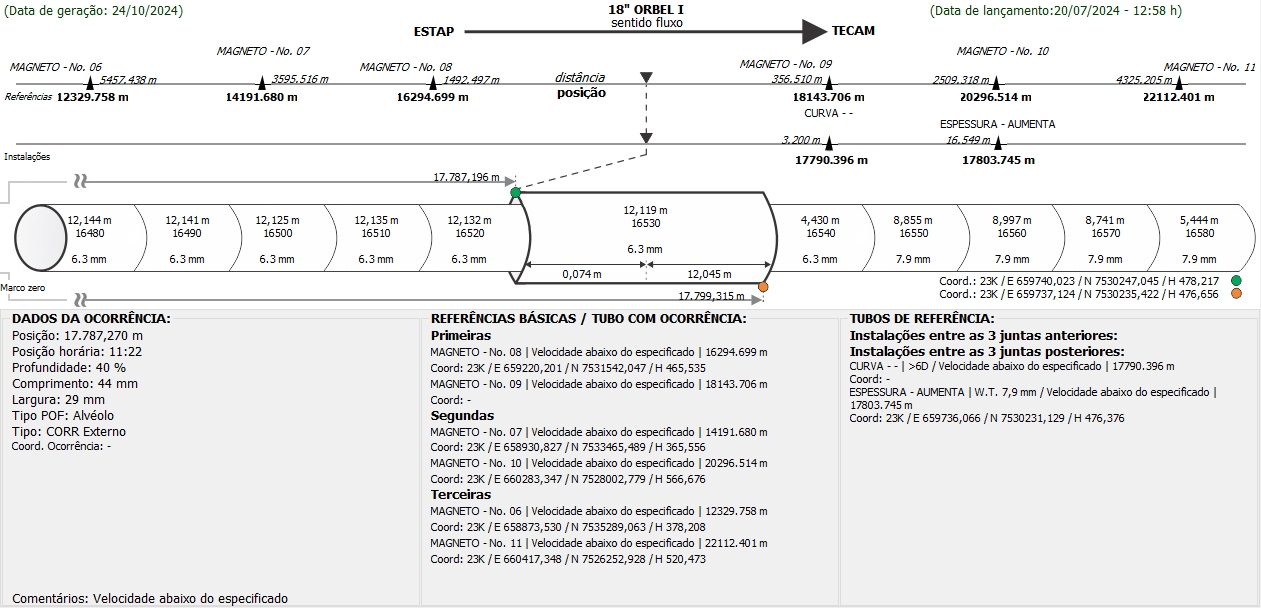 (Data de geração: 24/10/2024)
18" ORBEL I
sentido fluxo
(Data de lançamento:20/07/2024 - 12:58 h)
ESTAP
TECAM
MAGNETO - No. 06
MAGNETO - No. 07
MAGNETO - No. 08
MAGNETO - No. 09
MAGNETO - No. 10
MAGNETO - No. 11
5457.438 m
3595.516 m
1492.497 m
distância
356.510 m
2509.318 m
4325.205 m
Referências
12329.758 m
14191.680 m
16294.699 m
posição
18143.706 m
20296.514 m
22112.401 m
CURVA - -
ESPESSURA - AUMENTA
3.200 m
16.549 m
Instalações
17790.396 m
17803.745 m
17.787,196 m
12,144 m
16480
6.3 mm
12,141 m
16490
6.3 mm
12,125 m
16500
6.3 mm
12,135 m
16510
6.3 mm
12,132 m
16520
6.3 mm
12,119 m
16530
6.3 mm
0,074 m
12,045 m
4,430 m
16540
6.3 mm
8,855 m
16550
7.9 mm
8,997 m
16560
7.9 mm
8,741 m
16570
7.9 mm
5,444 m
16580
7.9 mm
Marco zero
17.799,315 m
Coord.: 23K / E 659740,023 / N 7530247,045 / H 478,217
Coord.: 23K / E 659737,124 / N 7530235,422 / H 476,656
DADOS DA OCORRÊNCIA:
Posição: 17.787,270 m
Posição horária: 11:22
Profundidade: 40 %
Comprimento: 44 mm
Largura: 29 mm
Tipo POF: Alvéolo
Tipo: CORR Externo
Coord. Ocorrência: -
Comentários: Velocidade abaixo do especificado
REFERÊNCIAS BÁSICAS / TUBO COM OCORRÊNCIA:
Primeiras
MAGNETO - No. 08 | Velocidade abaixo do especificado | 16294.699 m
Coord: 23K / E 659220,201 / N 7531542,047 / H 465,535
MAGNETO - No. 09 | Velocidade abaixo do especificado | 18143.706 m
Coord: -
Segundas
MAGNETO - No. 07 | Velocidade abaixo do especificado | 14191.680 m
Coord: 23K / E 658930,827 / N 7533465,489 / H 365,556
MAGNETO - No. 10 | Velocidade abaixo do especificado | 20296.514 m
Coord: 23K / E 660283,347 / N 7528002,779 / H 566,676
Terceiras
MAGNETO - No. 06 | Velocidade abaixo do especificado | 12329.758 m
Coord: 23K / E 658873,530 / N 7535289,063 / H 378,208
MAGNETO - No. 11 | Velocidade abaixo do especificado | 22112.401 m
Coord: 23K / E 660417,348 / N 7526252,928 / H 520,473
TUBOS DE REFERÊNCIA:
Instalações entre as 3 juntas anteriores:
Instalações entre as 3 juntas posteriores:
CURVA - - | >6D / Velocidade abaixo do especificado | 17790.396 m
Coord: -
ESPESSURA - AUMENTA | W.T. 7,9 mm / Velocidade abaixo do especificado |
17803.745 m
Coord: 23K / E 659736,066 / N 7530231,129 / H 476,376